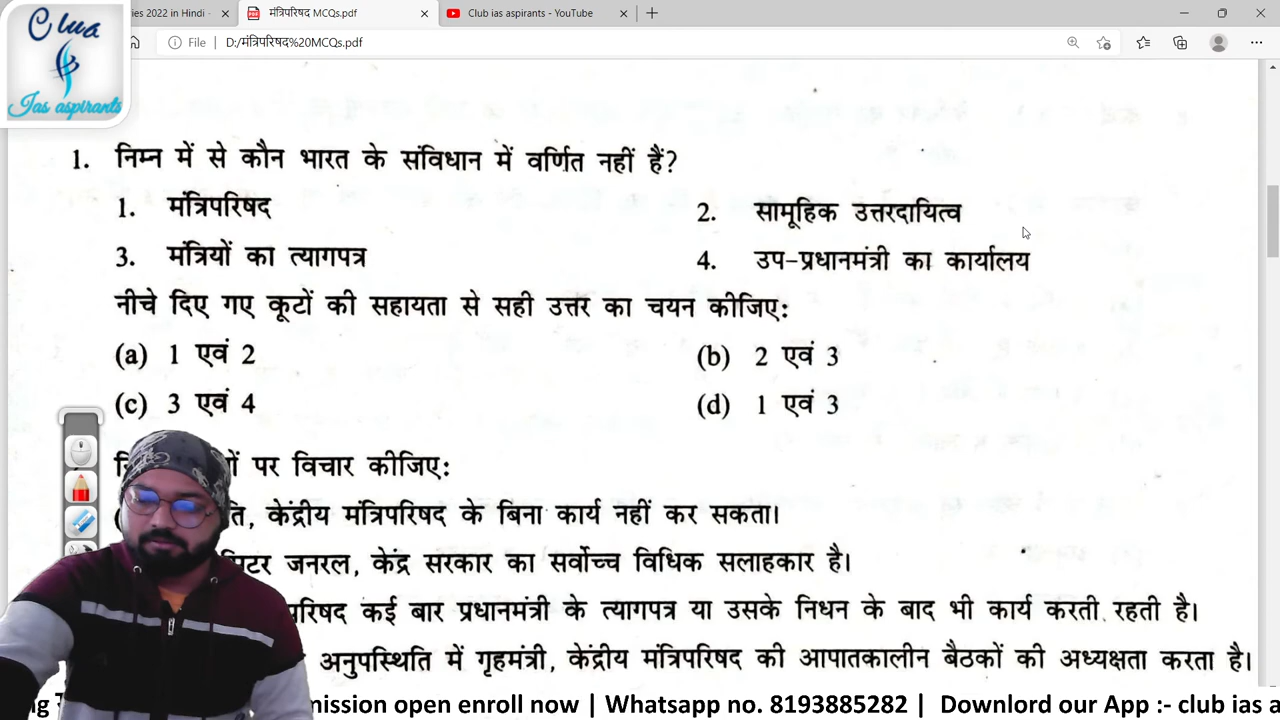 Club
Ias aspirants
ies 2022 in Hindi -
मंत्रिपरिषद MCQs.pdf
Club ias aspirants - YouTube
File
D:/मंत्रिपरिषद%20MCQs.pdf
1. निम्न में से कौन भारत के संविधान में वर्णित नहीं हैं?
1. मंत्रिपरिषद
2. सामूहिक उत्तरदायित्व
3. मंत्रियों का त्यागपत्र
4. उप-प्रधानमंत्री का कार्यालय
नीचे दिए गए कूटों की सहायता से सही उत्तर का चयन कीजिए:
(a) 1 एवं 2
(b) 2 एवं 3
(c) 3 एवं 4
(d) 1 एवं 3
पर विचार कीजिए:
केंद्रीय मंत्रिपरिषद के बिना कार्य नहीं कर सकता।
जनरल, केंद्र सरकार का सर्वोच्च विधिक सलाहकार है।
रिषद कई बार प्रधानमंत्री के त्यागपत्र या उसके निधन के बाद भी कार्य करती रहती है।
अनुपस्थिति में गृहमंत्री, केंद्रीय मंत्रिपरिषद की आपातकालीन बैठकों की अध्यक्षता करता है।
mission open enroll now | Whatsapp no. 8193885282 | Downlord our App :- club ias a